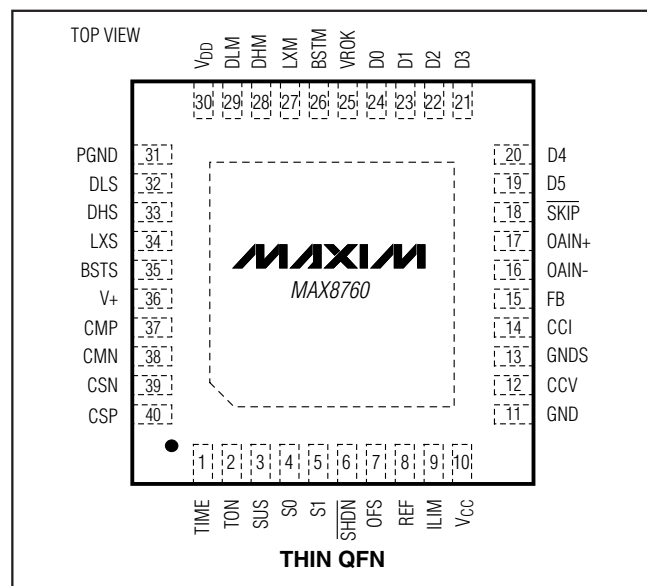 TOP VIEW
VDD DLM DHM LXM BSTM VROK D0 D1 D2 D3
30 29 28 27 26 25 24 23 22 21
PGND 31
DLS 32
DHS 33
LXS 34
BSTS 35
V+ 36
CMP 37
CMN 38
CSN 39
CSP 40
MAXIM
MAX8760
20 D4
19 D5
18 SKIP
17 OAIN+
16 OAIN-
15 FB
14 CCI
13 GNDS
12 CCV
11 GND
1 2 3 4 5 6 7 8 9 10
TIME TON SUS S0 S1 SHDN OFS REF ILIM VCC
THIN QFN